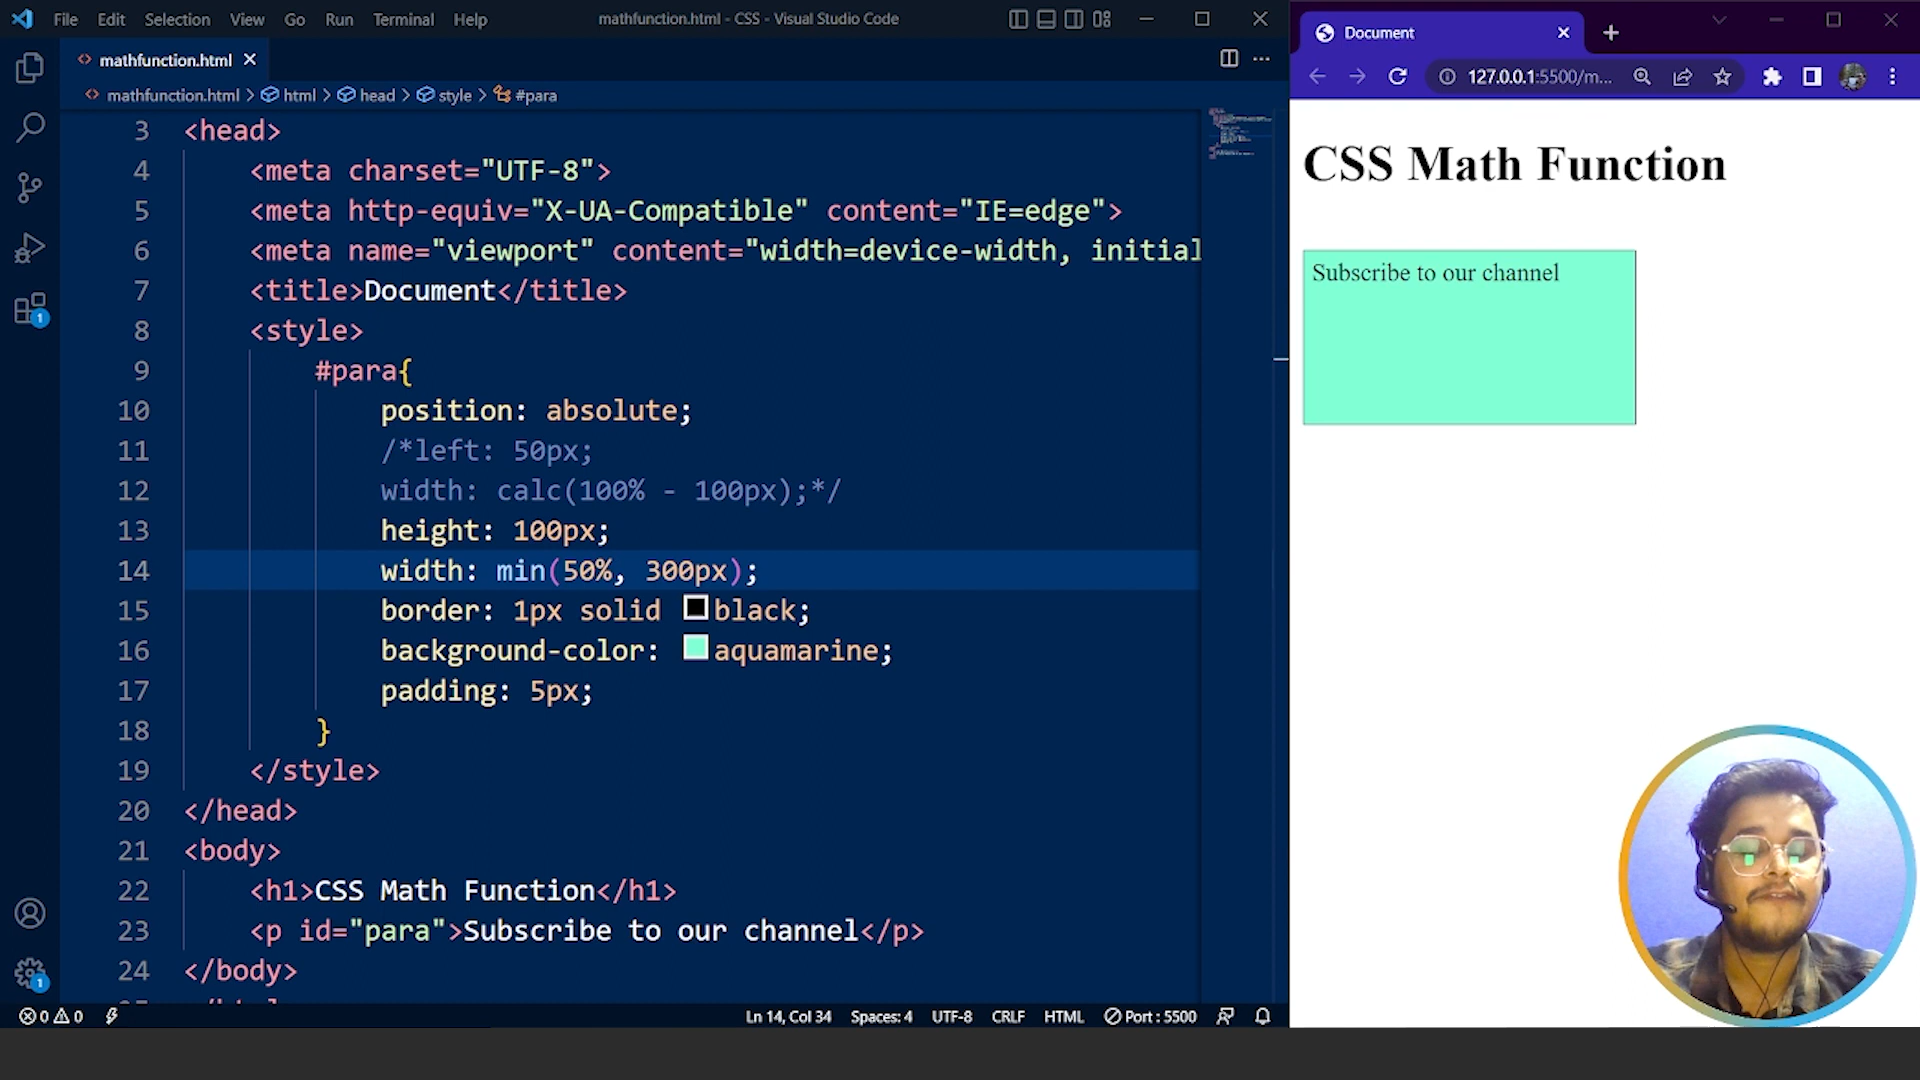 File Edit Selection View Go Run Terminal Help
mathfunction.html - CSS - Visual Studio Code
mathfunction.html
mathfunction.html > html > head > style > #para
3 <head>
4 <meta charset="UTF-8">
5 <meta http-equiv="X-UA-Compatible" content="IE=edge">
6 <meta name="viewport" content="width=device-width, initial
7 <title>Document</title>
8 <style>
9 #para{
10 position: absolute;
11 /*left: 50px;
12 width: calc(100% - 100px);*/
13 height: 100px;
14 width: min(50%, 300px);
15 border: 1px solid black;
16 background-color: aquamarine;
17 padding: 5px;
18 }
19 </style>
20 </head>
21 <body>
22 <h1>CSS Math Function</h1>
23 <p id="para">Subscribe to our channel</p>
24 </body>
1
1
0 0
Ln 14, Col 34 Spaces: 4 UTF-8 CRLF HTML Port : 5500
Document
127.0.0.1:5500/m...
CSS Math Function
Subscribe to our channel